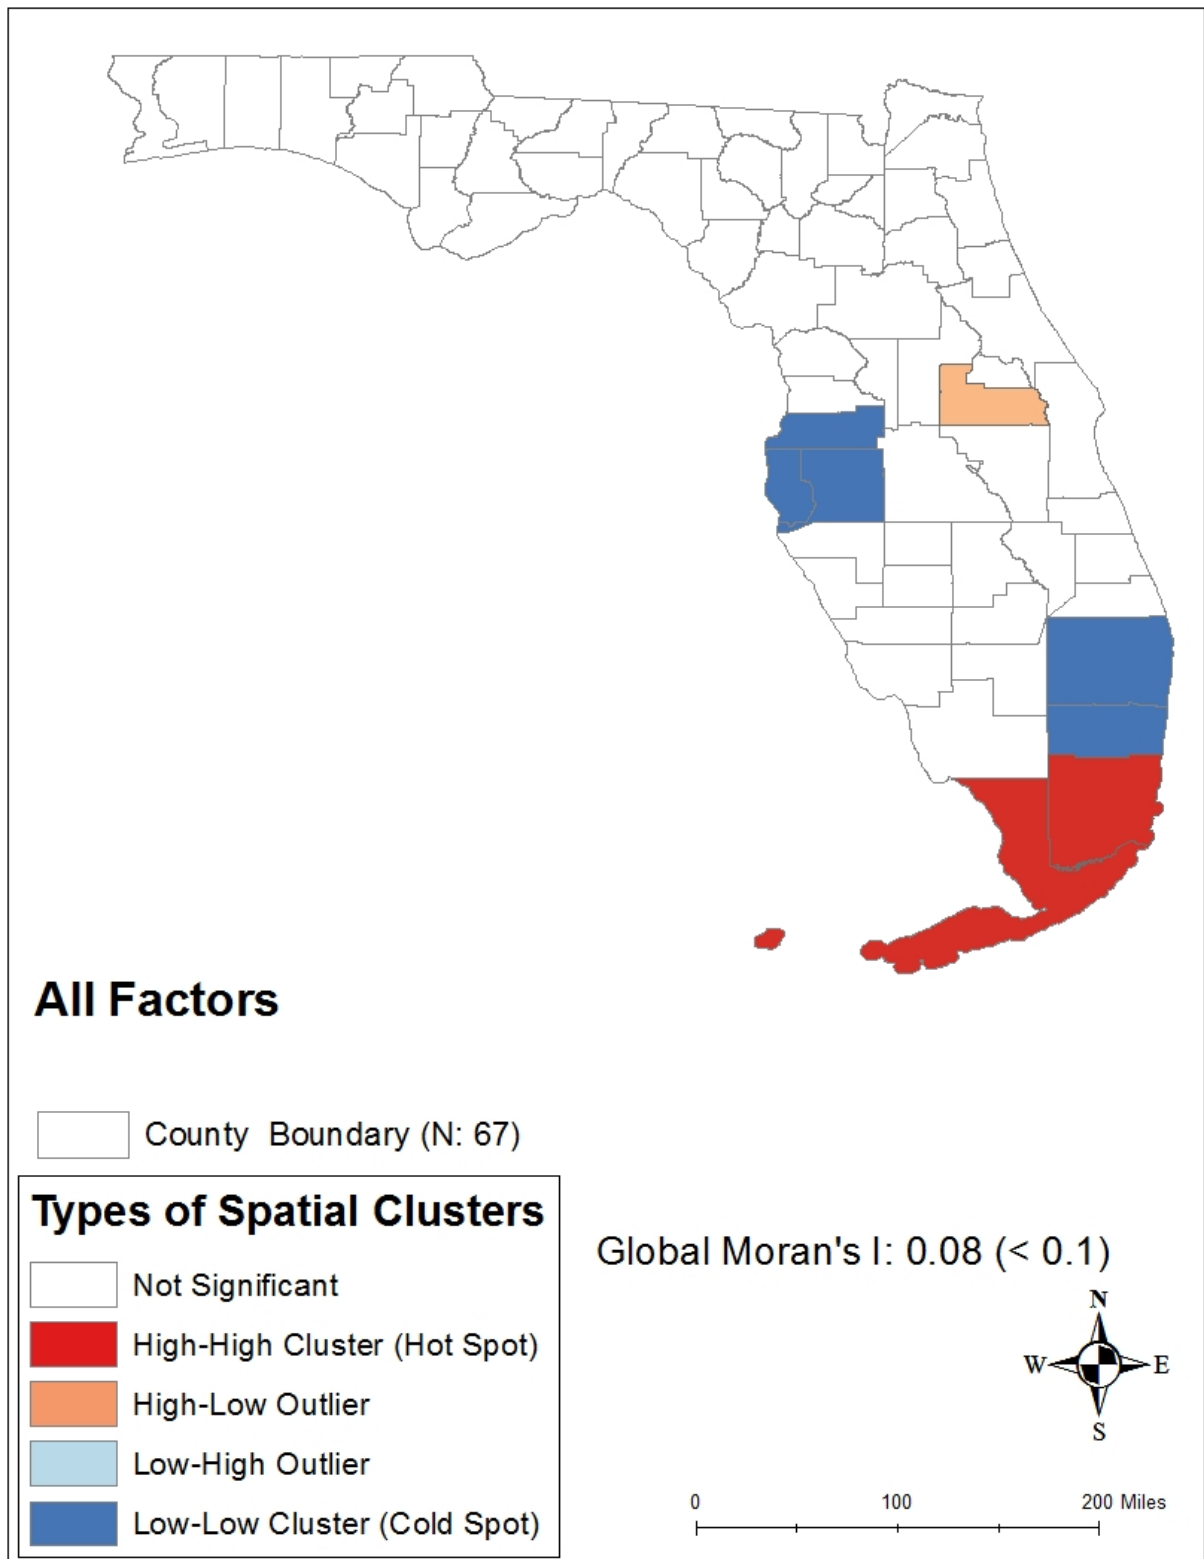 All Factors
County  Boundary (N: 67)
Types of Spatial Clusters
Not Significant
High-High Cluster (Hot Spot)
High-Low Outlier
Low-High Outlier
Low-Low Cluster (Cold Spot)
Global Moran's I: 0.08 (< 0.1)
N
W E
S
0 100 200 Miles